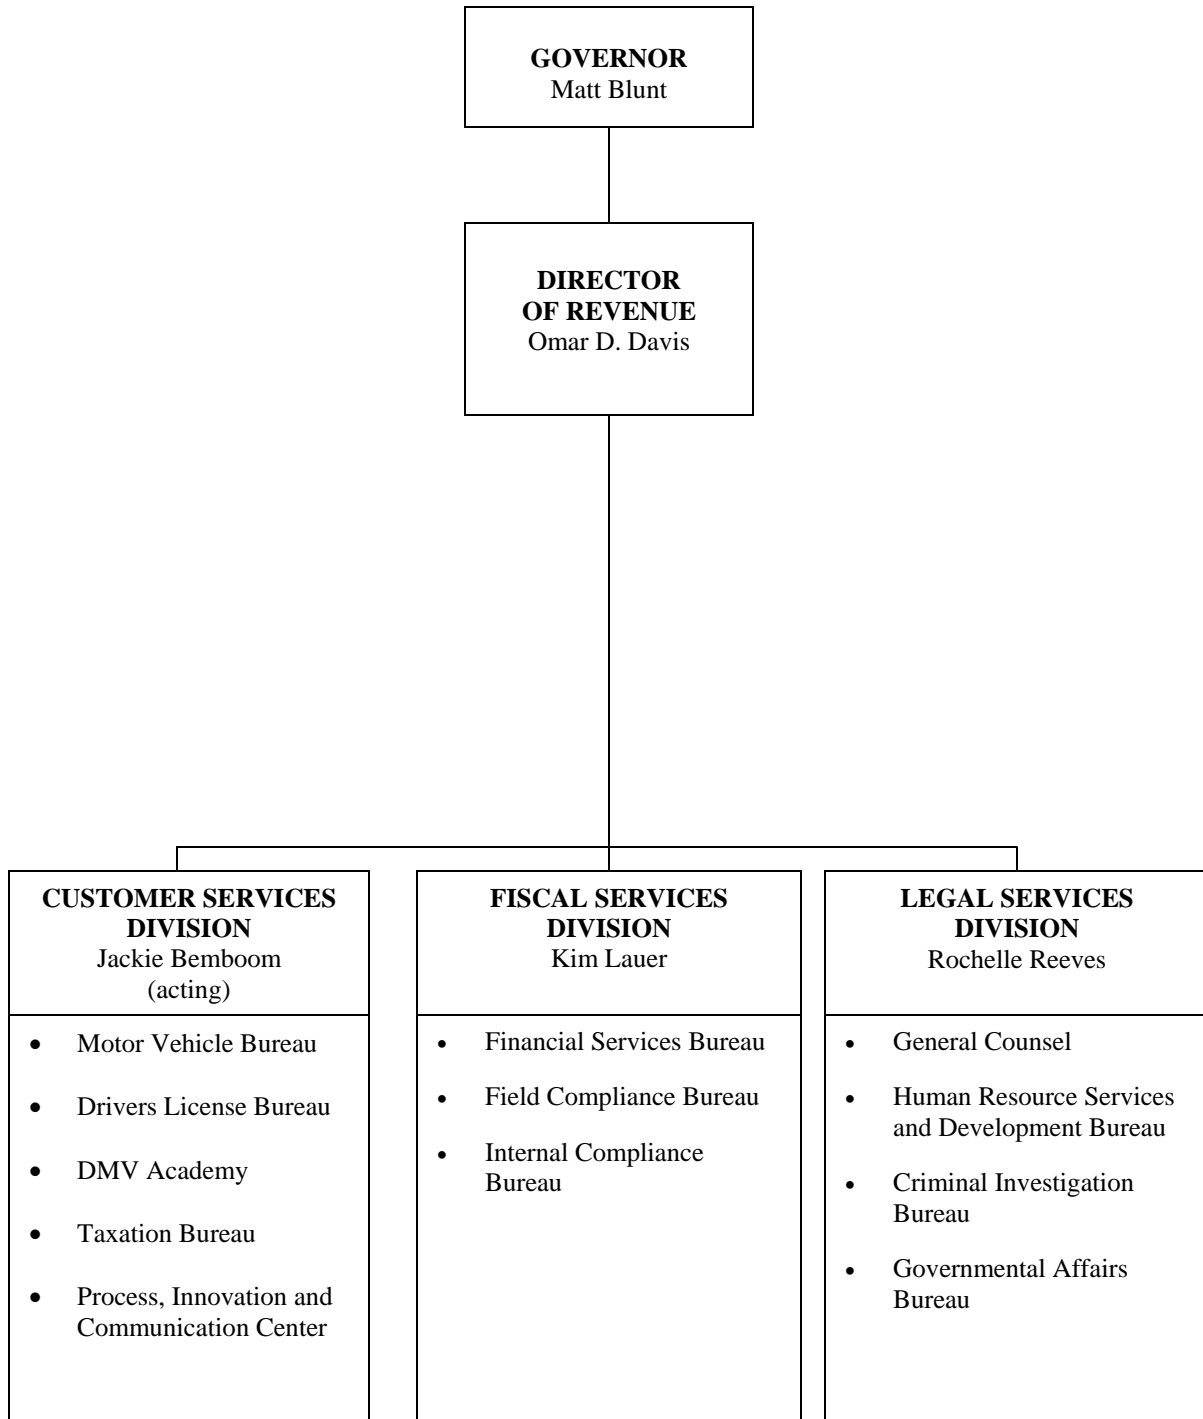 GOVERNOR
Matt Blunt
DIRECTOR
OF REVENUE
Omar D. Davis
CUSTOMER SERVICES
DIVISION
Jackie Bemboom
(acting)
• Motor Vehicle Bureau
• Drivers License Bureau
• DMV Academy
• Taxation Bureau
• Process, Innovation and
Communication Center
FISCAL SERVICES
DIVISION
Kim Lauer
• Financial Services Bureau
• Field Compliance Bureau
• Internal Compliance
Bureau
LEGAL SERVICES
DIVISION
Rochelle Reeves
• General Counsel
• Human Resource Services
and Development Bureau
• Criminal Investigation
Bureau
• Governmental Affairs
Bureau